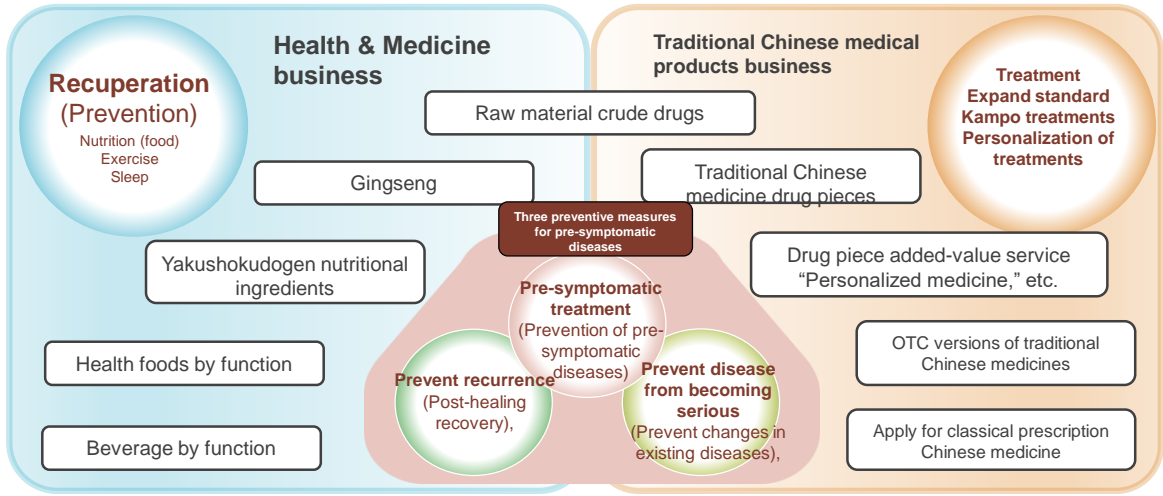 Health & Medicine
business
Traditional Chinese medical
products business
Recuperation
(Prevention)
Nutrition (food)
Exercise
Sleep
Treatment
Expand standard
Kampo treatments
Personalization of
treatments
Raw material crude drugs
Gingseng
Traditional Chinese
medicine drug pieces
Three preventive measures
for pre-symptomatic
diseases
Yakushokudogen nutritional
ingredients
Drug piece added-value service
“Personalized medicine,” etc.
Pre-symptomatic
treatment
(Prevention of pre-
symptomatic
diseases)
Health foods by function
OTC versions of traditional
Chinese medicines
Prevent recurrence
(Post-healing
recovery),
Prevent disease
from becoming
serious
(Prevent changes in
existing diseases),
Beverage by function
Apply for classical prescription
Chinese medicine